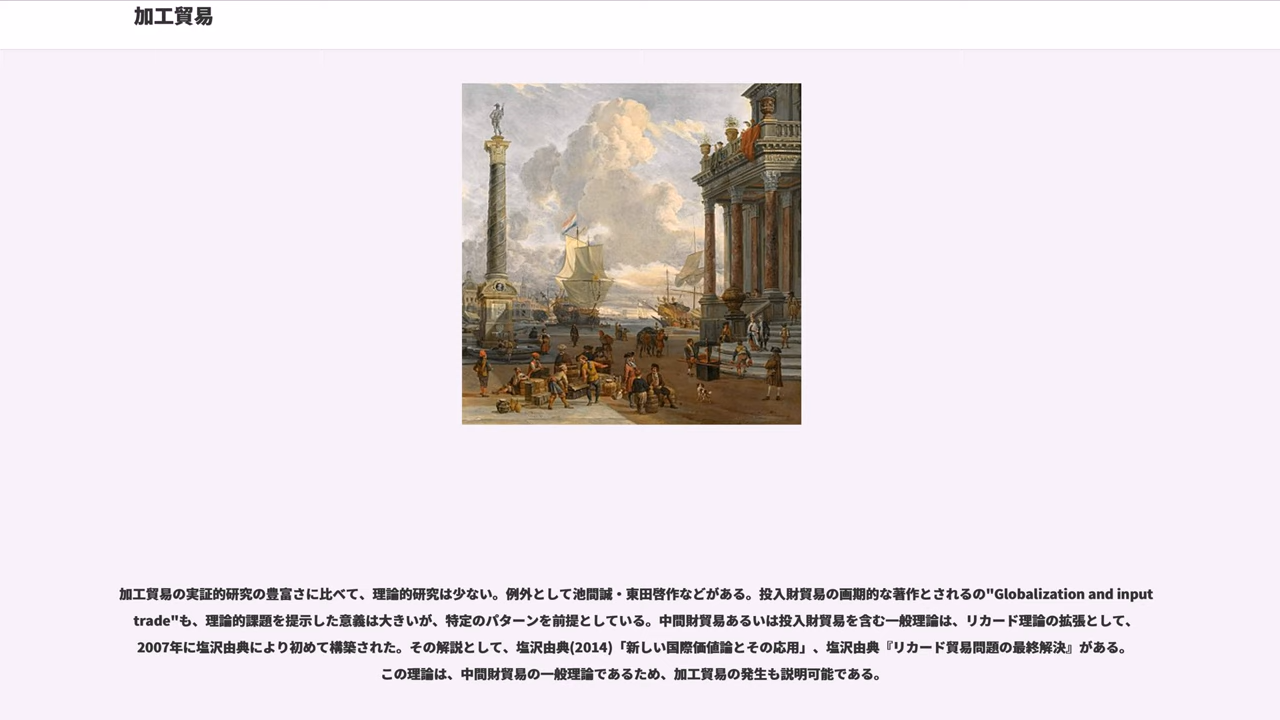 加工貿易
加工貿易の実証的研究の豊富さに比べて、理論的研究は少ない。例外として池間誠・東田啓作などがある。投入財貿易の画期的な著作とされるの"Globalization and input
trade"も、理論的課題を提示した意義は大きいが、特定のパターンを前提としている。中間財貿易あるいは投入財貿易を含む一般理論は、リカード理論の拡張として、
2007年に塩沢由典により初めて構築された。その解説として、塩沢由典(2014)「新しい国際価値論とその応用」、塩沢由典『リカード貿易問題の最終解決』がある。
この理論は、中間財貿易の一般理論であるため、加工貿易の発生も説明可能である。